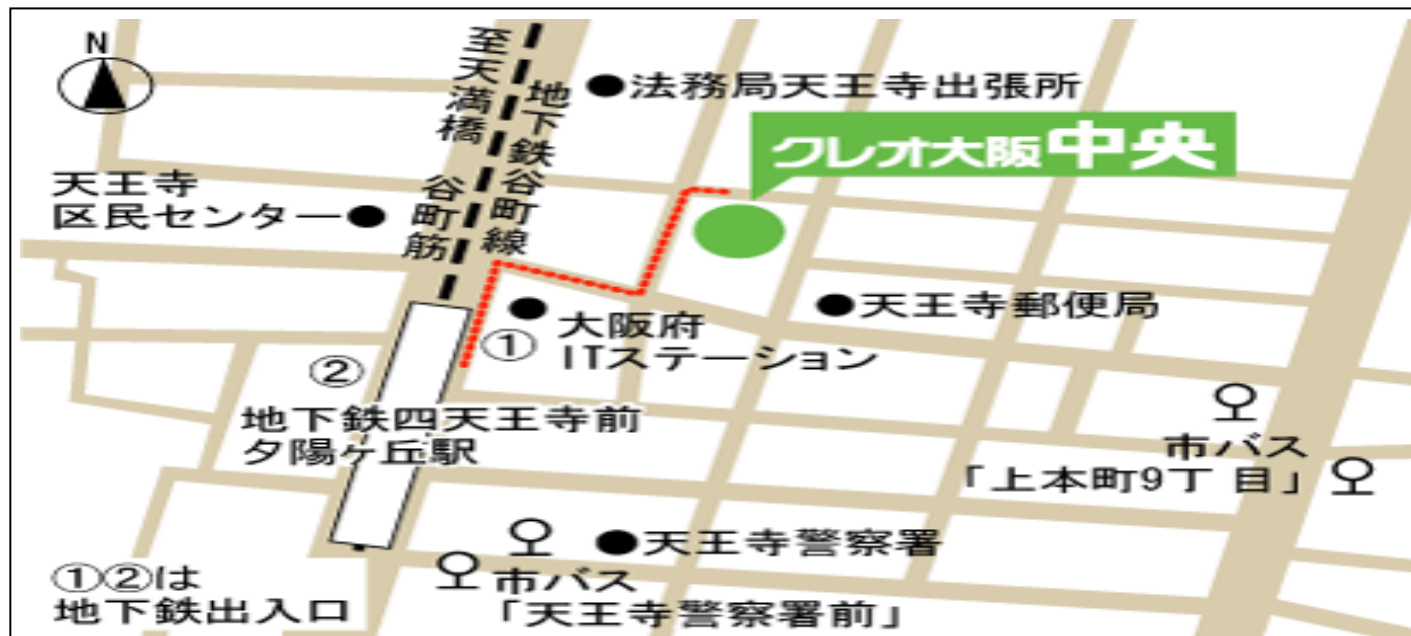 N
至天満橋
地下鉄谷町線
谷町筋
●法務局天王寺出張所
クレオ大阪中央
天王寺
区民センター●
●天王寺郵便局
大阪府
ITステーション
①
②
地下鉄四天王寺前
夕陽ヶ丘駅
市バス
「上本町9丁目」
●天王寺警察署
市バス
「天王寺警察署前」
①②は
地下鉄出入口